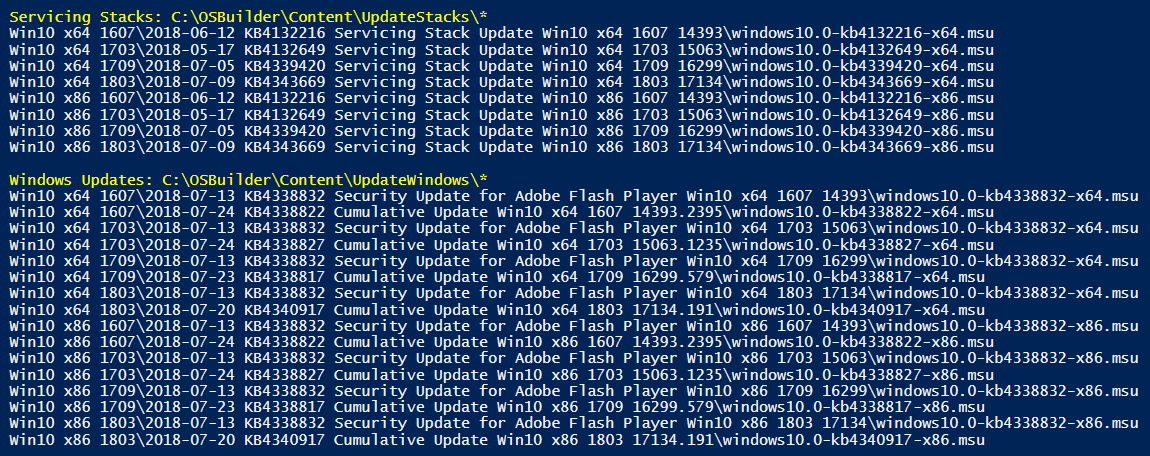 Servicing Stacks: C:\OSBuilder\Content\UpdateStacks\*
Win10 x64 1607\2018-06-12 KB4132216 Servicing Stack Update Win10 x64 1607 14393\windows10.0-kb4132216-x64.msu
Win10 x64 1703\2018-05-17 KB4132649 Servicing Stack Update Win10 x64 1703 15063\windows10.0-kb4132649-x64.msu
Win10 x64 1709\2018-07-05 KB4339420 Servicing Stack Update Win10 x64 1709 16299\windows10.0-kb4339420-x64.msu
Win10 x64 1803\2018-07-09 KB4343669 Servicing Stack Update Win10 x64 1803 17134\windows10.0-kb4343669-x64.msu
Win10 x86 1607\2018-06-12 KB4132216 Servicing Stack Update Win10 x86 1607 14393\windows10.0-kb4132216-x86.msu
Win10 x86 1703\2018-05-17 KB4132649 Servicing Stack Update Win10 x86 1703 15063\windows10.0-kb4132649-x86.msu
Win10 x86 1709\2018-07-05 KB4339420 Servicing Stack Update Win10 x86 1709 16299\windows10.0-kb4339420-x86.msu
Win10 x86 1803\2018-07-09 KB4343669 Servicing Stack Update Win10 x86 1803 17134\windows10.0-kb4343669-x86.msu
Windows Updates: C:\OSBuilder\Content\UpdateWindows\*
Win10 x64 1607\2018-07-13 KB4338832 Security Update for Adobe Flash Player Win10 x64 1607 14393\windows10.0-kb4338832-x64.msu
Win10 x64 1607\2018-07-24 KB4338822 Cumulative Update Win10 x64 1607 14393.2395\windows10.0-kb4338822-x64.msu
Win10 x64 1703\2018-07-13 KB4338832 Security Update for Adobe Flash Player Win10 x64 1703 15063\windows10.0-kb4338832-x64.msu
Win10 x64 1703\2018-07-24 KB4338827 Cumulative Update Win10 x64 1703 15063.1235\windows10.0-kb4338827-x64.msu
Win10 x64 1709\2018-07-13 KB4338832 Security Update for Adobe Flash Player Win10 x64 1709 16299\windows10.0-kb4338832-x64.msu
Win10 x64 1709\2018-07-23 KB4338817 Cumulative Update Win10 x64 1709 16299.579\windows10.0-kb4338817-x64.msu
Win10 x64 1803\2018-07-13 KB4338832 Security Update for Adobe Flash Player Win10 x64 1803 17134\windows10.0-kb4338832-x64.msu
Win10 x64 1803\2018-07-20 KB4340917 Cumulative Update Win10 x64 1803 17134.191\windows10.0-kb4340917-x64.msu
Win10 x86 1607\2018-07-13 KB4338832 Security Update for Adobe Flash Player Win10 x86 1607 14393\windows10.0-kb4338832-x86.msu
Win10 x86 1607\2018-07-24 KB4338822 Cumulative Update Win10 x86 1607 14393.2395\windows10.0-kb4338822-x86.msu
Win10 x86 1703\2018-07-13 KB4338832 Security Update for Adobe Flash Player Win10 x86 1703 15063\windows10.0-kb4338832-x86.msu
Win10 x86 1703\2018-07-24 KB4338827 Cumulative Update Win10 x86 1703 15063.1235\windows10.0-kb4338827-x86.msu
Win10 x86 1709\2018-07-13 KB4338832 Security Update for Adobe Flash Player Win10 x86 1709 16299\windows10.0-kb4338832-x86.msu
Win10 x86 1709\2018-07-23 KB4338817 Cumulative Update Win10 x86 1709 16299.579\windows10.0-kb4338817-x86.msu
Win10 x86 1803\2018-07-13 KB4338832 Security Update for Adobe Flash Player Win10 x86 1803 17134\windows10.0-kb4338832-x86.msu
Win10 x86 1803\2018-07-20 KB4340917 Cumulative Update Win10 x86 1803 17134.191\windows10.0-kb4340917-x86.msu